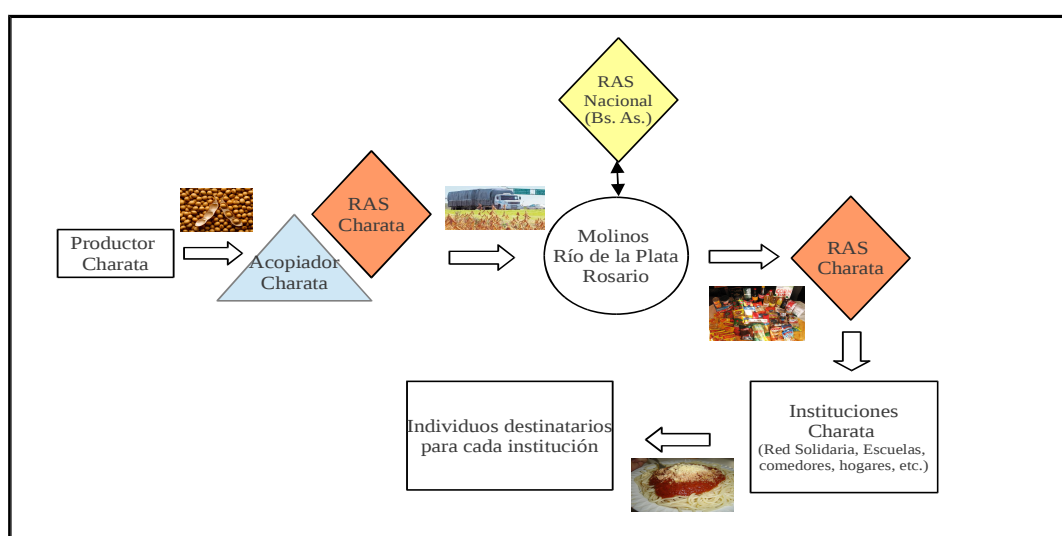 RAS
Nacional
(Bs. As.)
RAS
Charata
Productor
Charata
Acopiador
Charata
Molinos
Río de la Plata
Rosario
RAS
Charata
Individuos destinatarios
para cada institución
Instituciones
Charata
(Red Solidaria, Escuelas,
comedores, hogares, etc.)